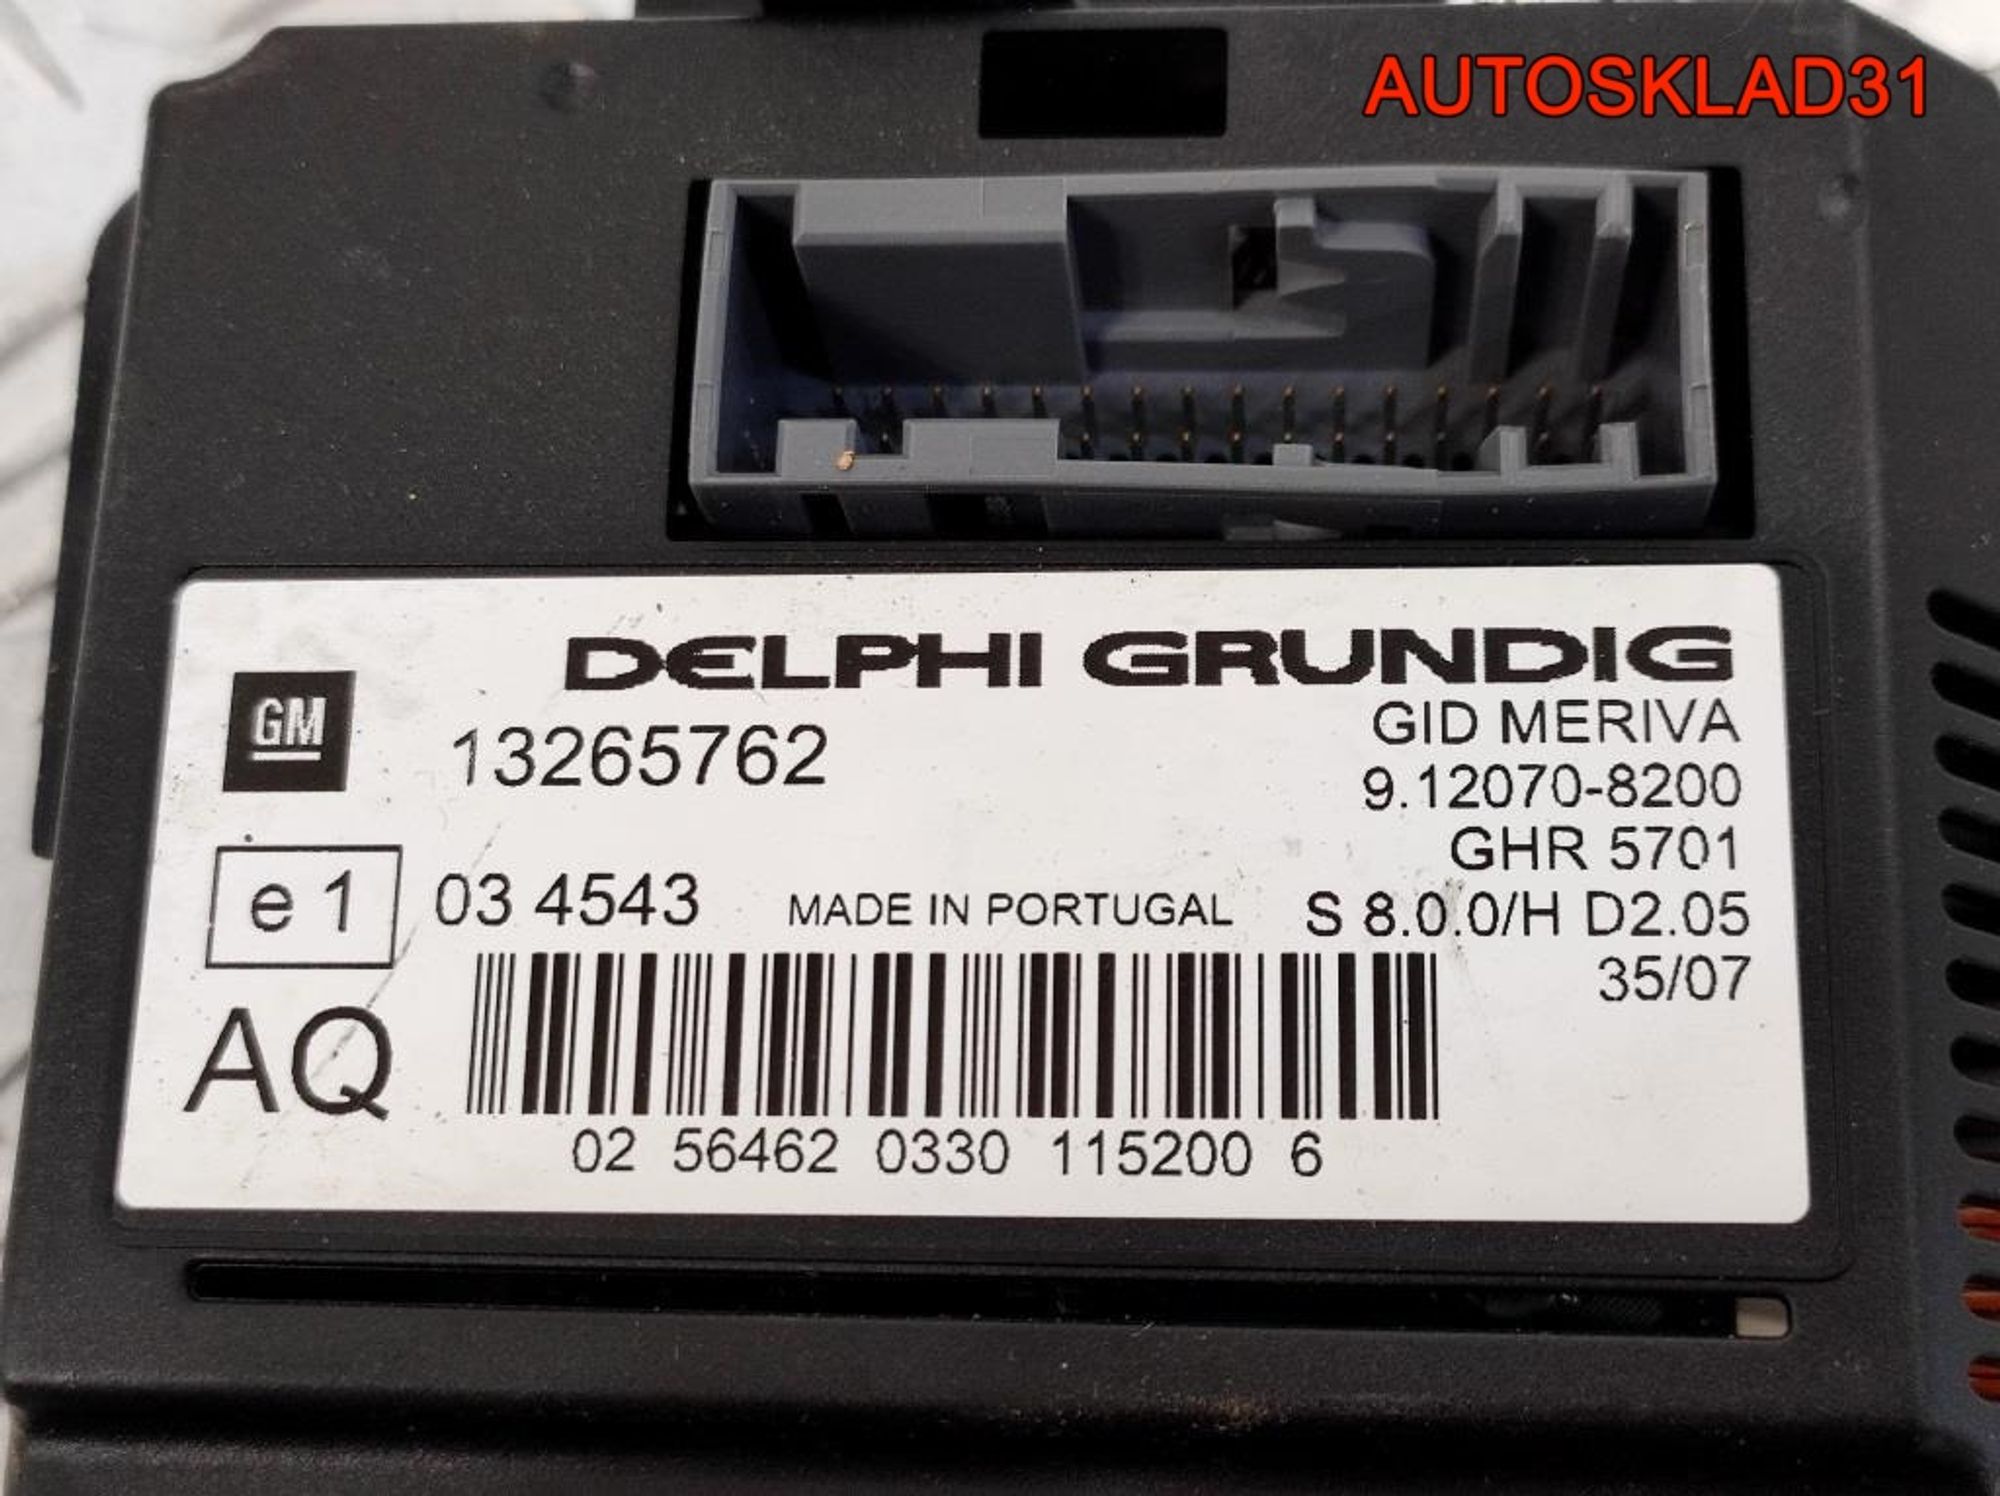 AUTOSKLAD31
DELPHI GRUNDIG
GM
13265762
GID MERIVA
9.12070-8200
GHR 5701
e1 03 4543 MADE IN PORTUGAL S 8.0.0/H D2.05
35/07
AQ
02 56462 0330 115200 6